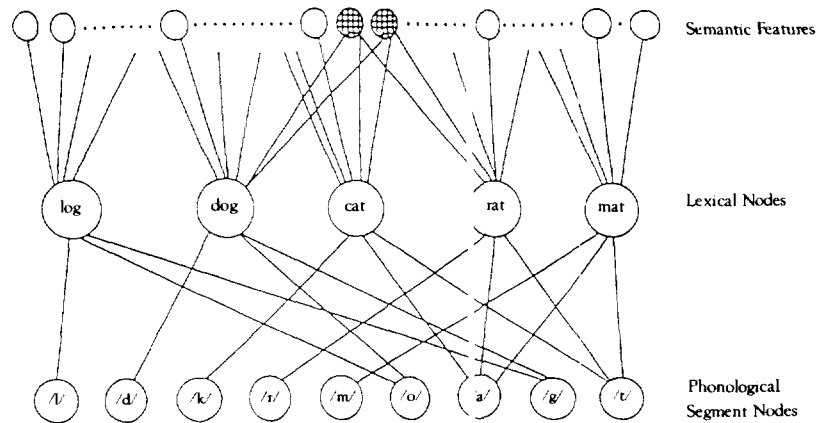 Semantic Features
log dog cat rat mat
Lexical Nodes
/l/ /d/ /k/ /r/ /m/ /o/ /a/ /g/ /t/
Phonological
Segment Nodes